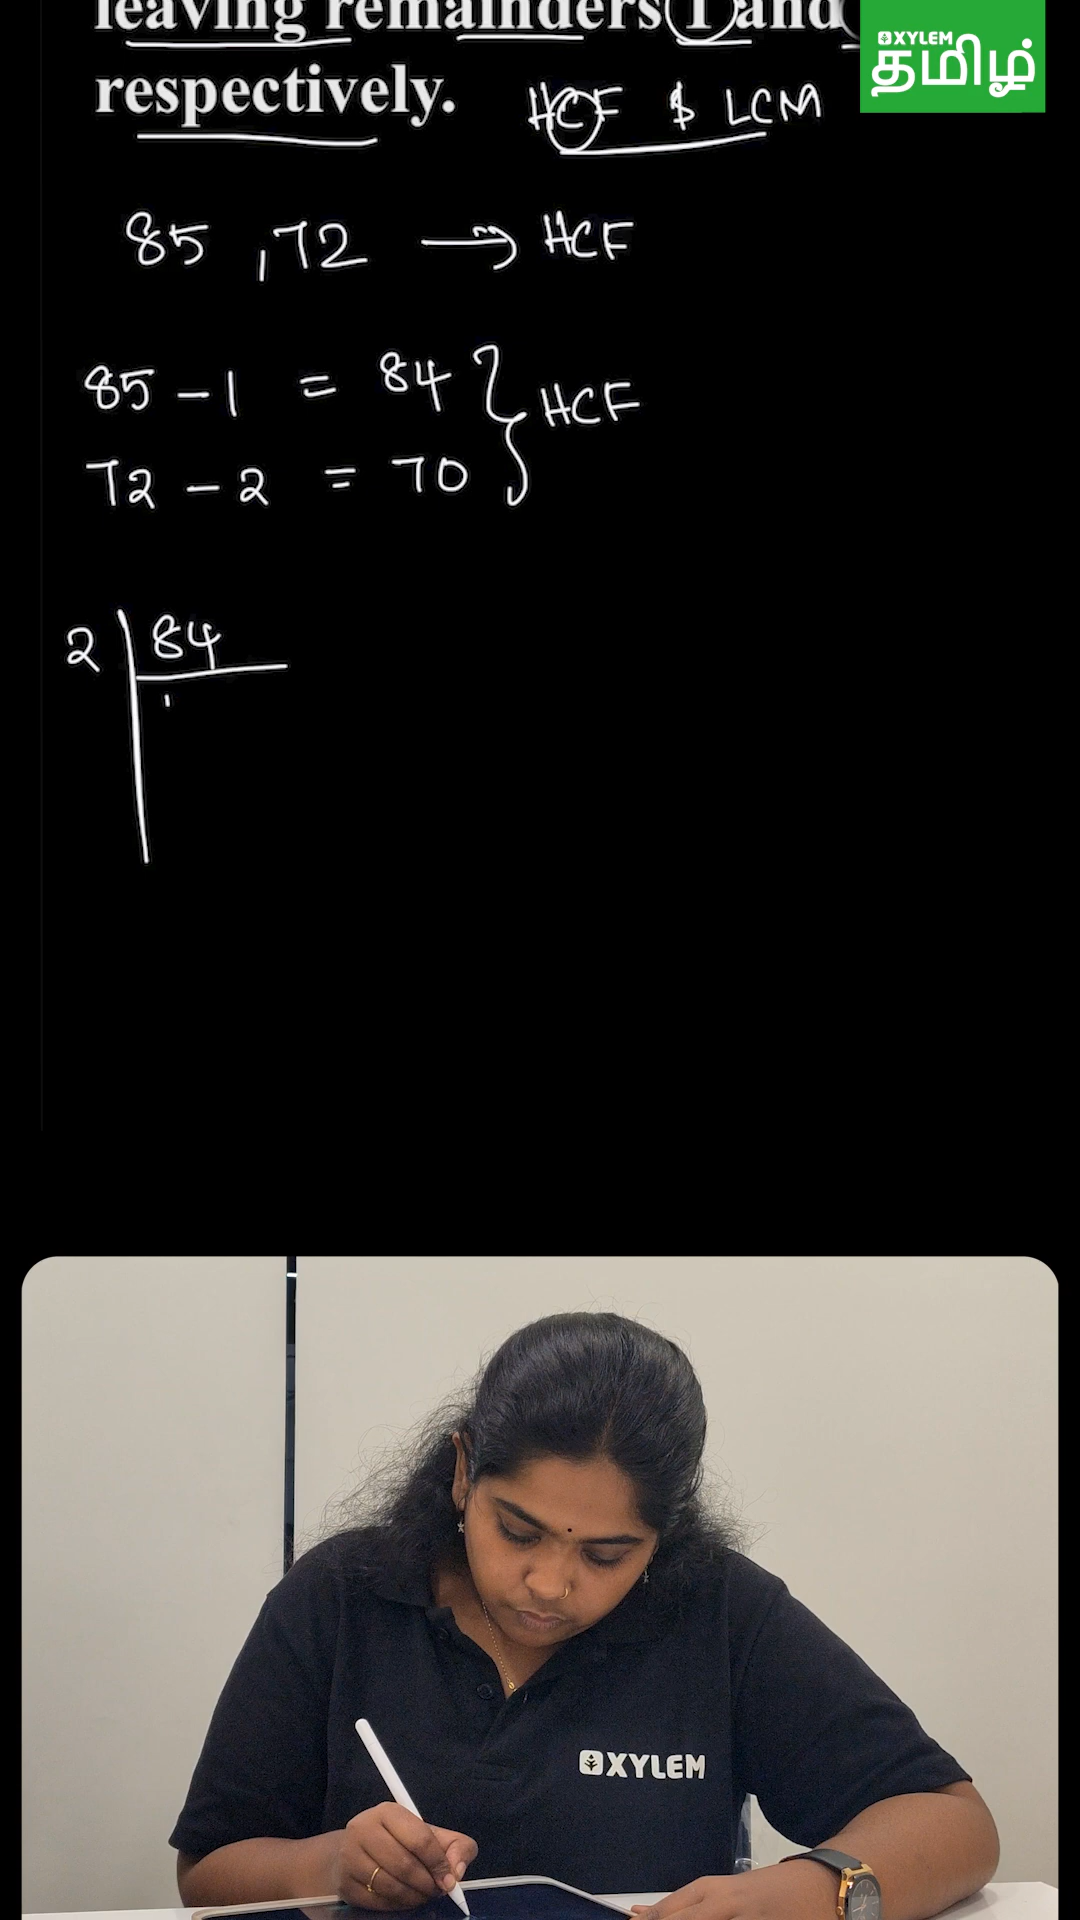 leaving remainders 1 and
respectively.
HCF & LCM
XYLEM
தமிழ்
85 , 72 → HCF
85 - 1 = 84
72 - 2 = 70
} HCF
2 | 84
XYLEM